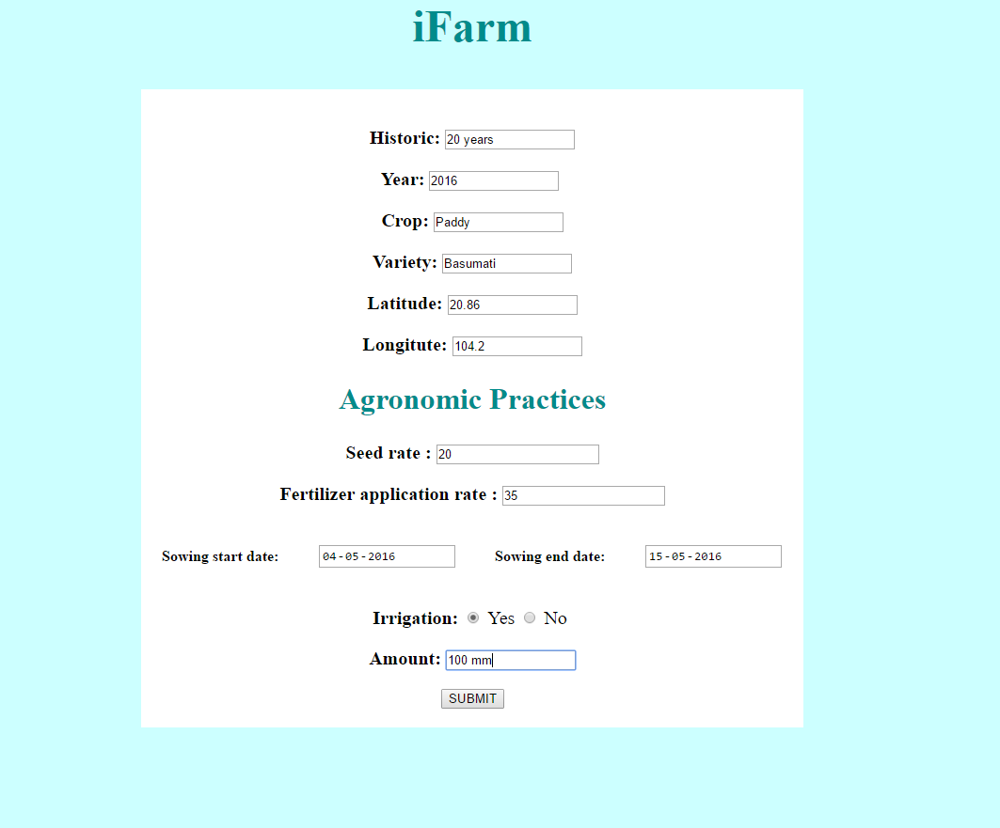 iFarm
Historic: 20 years
Year: 2016
Crop: Paddy
Variety: Basumati
Latitude: 20.86
Longitute: 104.2
Agronomic Practices
Seed rate : 20
Fertilizer application rate : 35
Sowing start date: 04-05-2016 Sowing end date: 15-05-2016
Irrigation: Yes No
Amount: 100 mm
SUBMIT